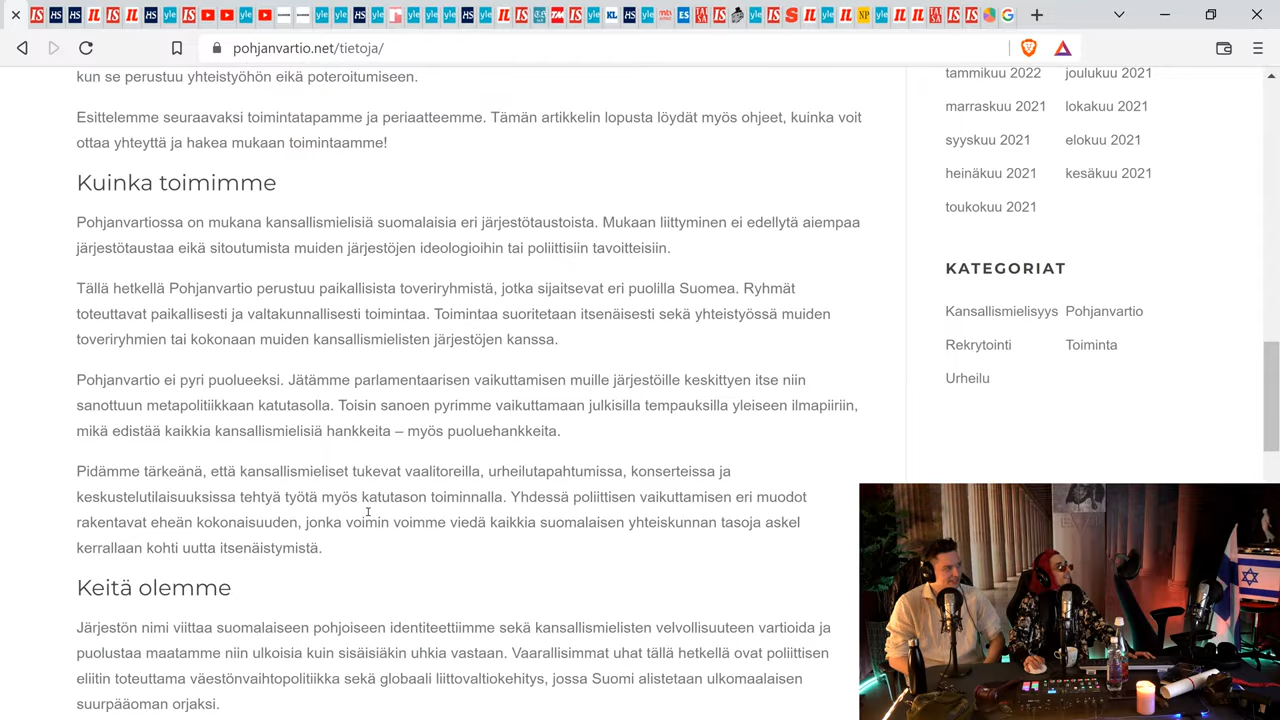 pohjanvartio.net/tietoja/
kun se perustuu yhteistyöhön eikä poteroitumiseen.
Esittelemme seuraavaksi toimintatapamme ja periaatteemme. Tämän artikkelin lopusta löydät myös ohjeet, kuinka voit
ottaa yhteyttä ja hakea mukaan toimintaamme!
Kuinka toimimme
Pohjanvartiossa on mukana kansallismielisiä suomalaisia eri järjestötaustoista. Mukaan liittyminen ei edellytä aiempaa
järjestötaustaa eikä sitoutumista muiden järjestöjen ideologioihin tai poliittisiin tavoitteisiin.
Tällä hetkellä Pohjanvartio perustuu paikallisista toveriryhmistä, jotka sijaitsevat eri puolilla Suomea. Ryhmät
toteuttavat paikallisesti ja valtakunnallisesti toimintaa. Toimintaa suoritetaan itsenäisesti sekä yhteistyössä muiden
toveriryhmien tai kokonaan muiden kansallismielisten järjestöjen kanssa.
Pohjanvartio ei pyri puolueeksi. Jätämme parlamentaarisen vaikuttamisen muille järjestöille keskittyen itse niin
sanottuun metapolitiikkaan katutasolla. Toisin sanoen pyrimme vaikuttamaan julkisilla tempauksilla yleiseen ilmapiiriin,
mikä edistää kaikkia kansallismielisiä hankkeita – myös puoluehankkeita.
Pidämme tärkeänä, että kansallismieliset tukevat vaalitoreilla, urheilutapahtumissa, konserteissa ja
keskustelutilaisuuksissa tehtyä työtä myös katutason toiminnalla. Yhdessä poliittisen vaikuttamisen eri muodot
rakentavat eheän kokonaisuuden, jonka voimin voimme viedä kaikkia suomalaisen yhteiskunnan tasoja askel
kerrallaan kohti uutta itsenäistymistä.
Keitä olemme
Järjestön nimi viittaa suomalaiseen pohjoiseen identiteettiimme sekä kansallismielisten velvollisuuteen vartioida ja
puolustaa maatamme niin ulkoisia kuin sisäisiäkin uhkia vastaan. Vaarallisimmat uhat tällä hetkellä ovat poliittisen
eliitin toteuttama väestönvaihtopolitiikka sekä globaali liittovaltiokehitys, jossa Suomi alistetaan ulkomaalaisen
suurpääoman orjaksi.
tammikuu 2022 joulukuu 2021
marraskuu 2021 lokakuu 2021
syyskuu 2021 elokuu 2021
heinäkuu 2021 kesäkuu 2021
toukokuu 2021
KATEGORIAT
Kansallismielisyys Pohjanvartio
Rekrytointi Toiminta
Urheilu